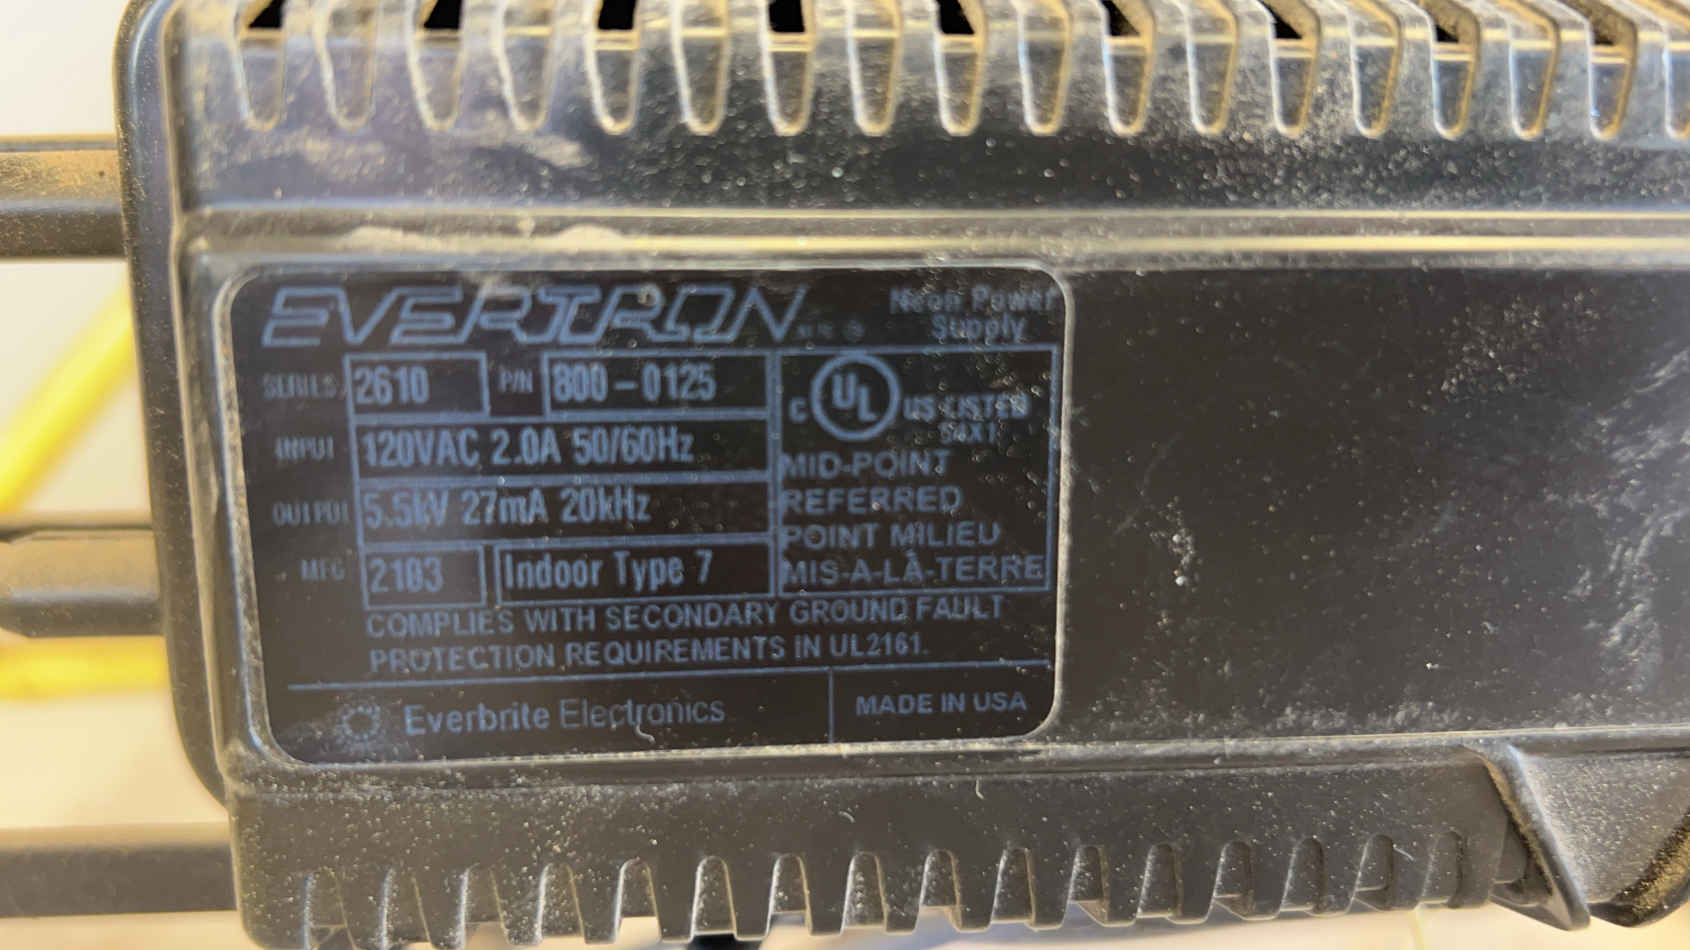 EVERTRON
Neon Power
Supply
SERIES 2610 P/N 800-0125
INPUT 120VAC 2.0A 50/60Hz
OUTPUT 5.5kV 27mA 20kHz
MFG 2103 Indoor Type 7
C UL US LISTED
54X1
MID-POINT
REFERRED
POINT MILIEU
MIS-A-LÀ-TERRE
COMPLIES WITH SECONDARY GROUND FAULT
PROTECTION REQUIREMENTS IN UL2161.
Everbrite Electronics
MADE IN USA